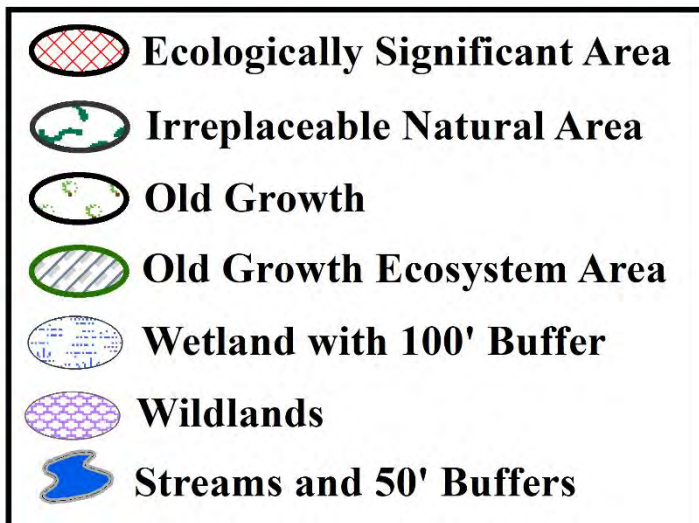 Ecologically Significant Area
Irreplaceable Natural Area
Old Growth
Old Growth Ecosystem Area
Wetland with 100' Buffer
Wildlands
Streams and 50' Buffers